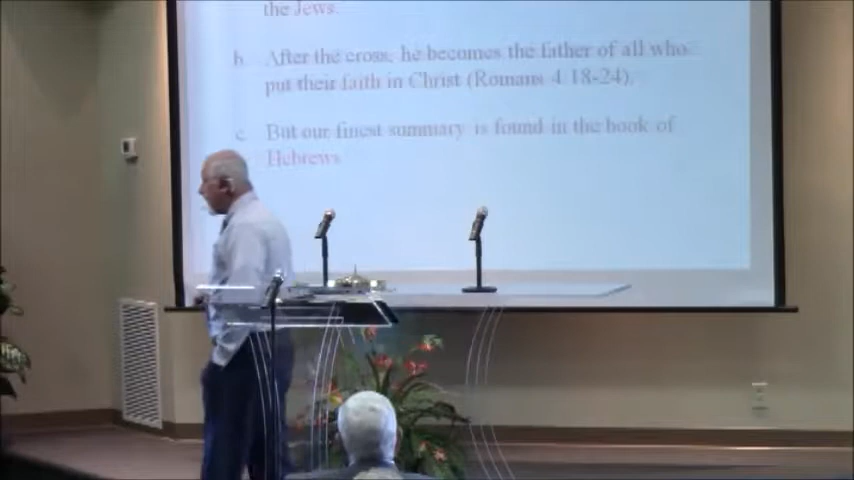 the Jews.
b. After the cross, he becomes the father of all who
put their faith in Christ (Romans 4:18-24).
c. But our finest summary is found in the book of
Hebrews